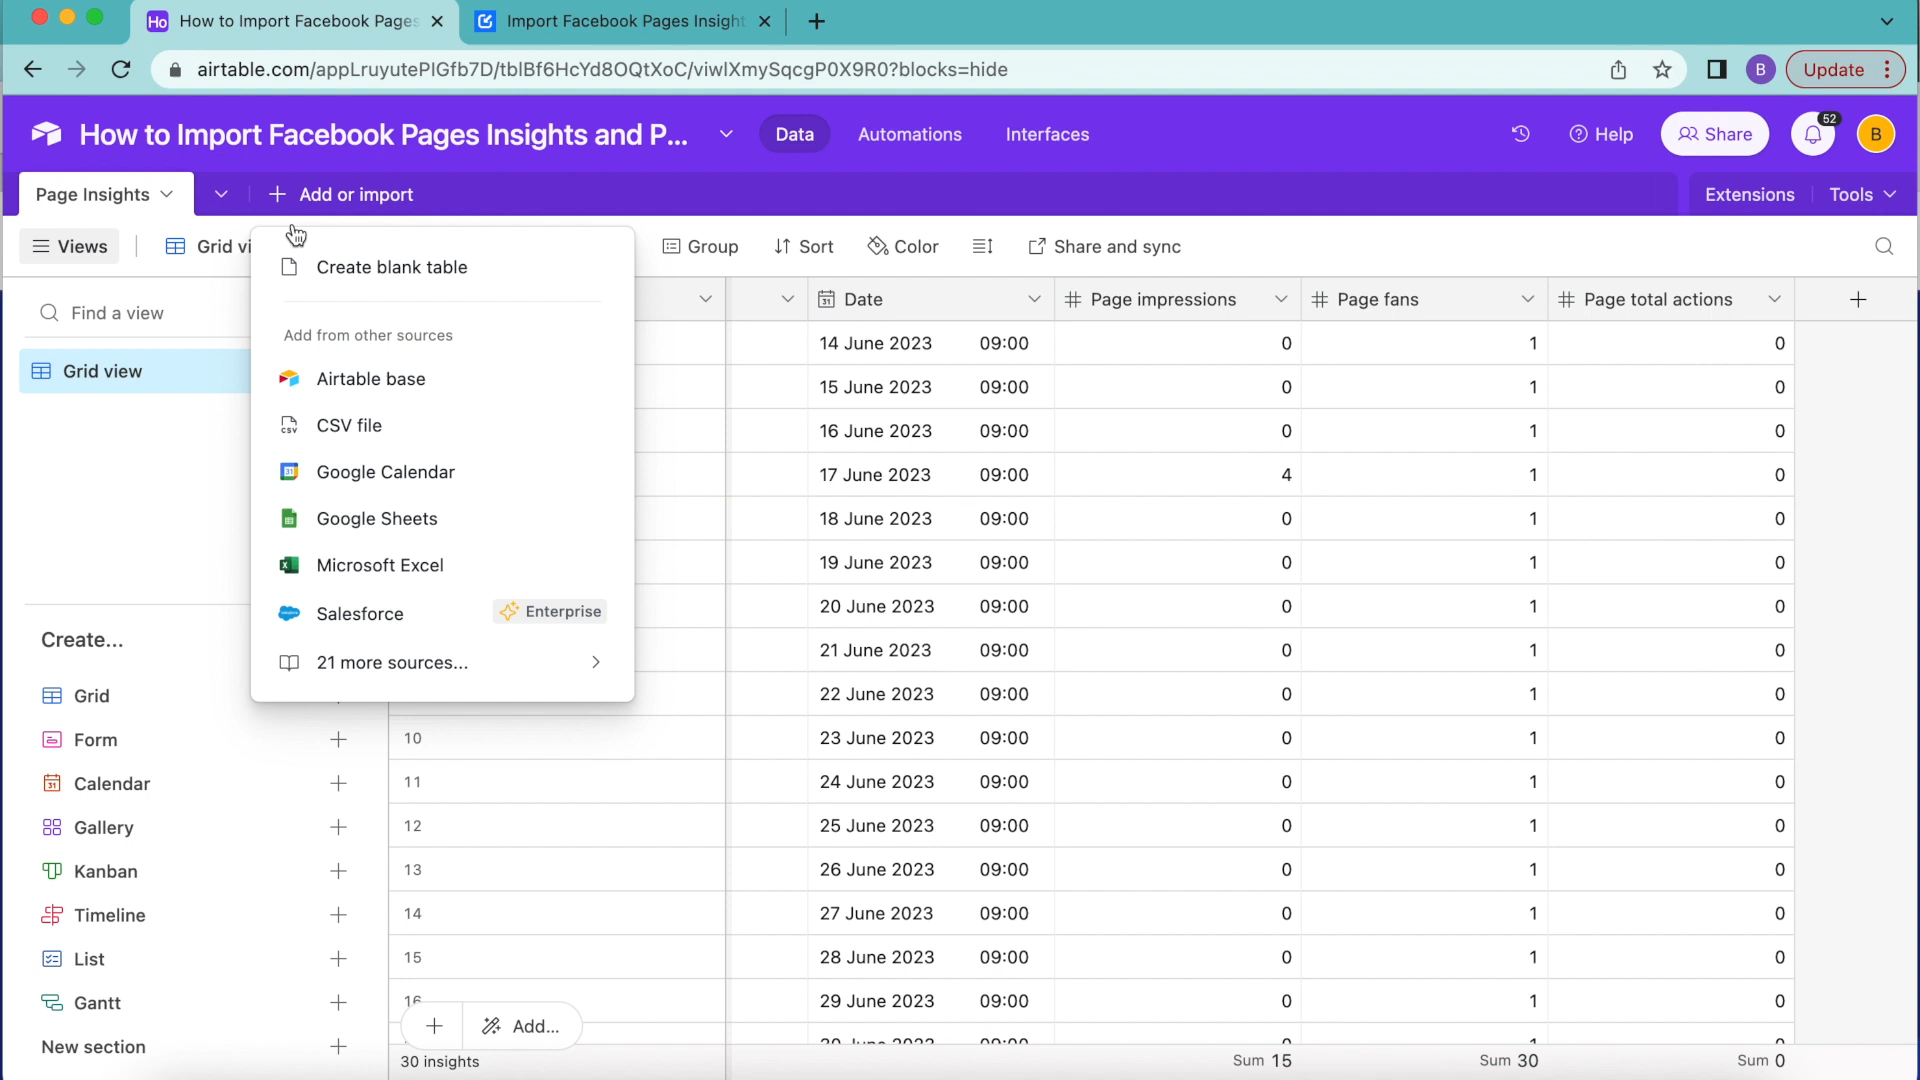 Ho How to Import Facebook Pages
Import Facebook Pages Insight
airtable.com/appLruyutePlGfb7D/tblBf6HcYd8OQtXoC/viwlXmySqcgP0X9R0?blocks=hide
B
Update
How to Import Facebook Pages Insights and P...
Data
Automations
Interfaces
Help
Share
52
B
Page Insights
Add or import
Extensions
Tools
Views
Grid vi
Group
Sort
Color
Share and sync
Find a view
Grid view
Create blank table
Add from other sources
Airtable base
CSV file
Google Calendar
Google Sheets
Microsoft Excel
Salesforce Enterprise
21 more sources...
Create...
Grid
Form
Calendar
Gallery
Kanban
Timeline
List
Gantt
New section
Date Page impressions Page fans Page total actions
14 June 2023 09:00 0 1 0
15 June 2023 09:00 0 1 0
16 June 2023 09:00 0 1 0
17 June 2023 09:00 4 1 0
18 June 2023 09:00 0 1 0
19 June 2023 09:00 0 1 0
20 June 2023 09:00 0 1 0
21 June 2023 09:00 0 1 0
22 June 2023 09:00 0 1 0
10 23 June 2023 09:00 0 1 0
11 24 June 2023 09:00 0 1 0
12 25 June 2023 09:00 0 1 0
13 26 June 2023 09:00 0 1 0
14 27 June 2023 09:00 0 1 0
15 28 June 2023 09:00 0 1 0
16 29 June 2023 09:00 0 1 0
30 June 2023 09:00 0 1 0
Add...
30 insights Sum 15 Sum 30 Sum 0